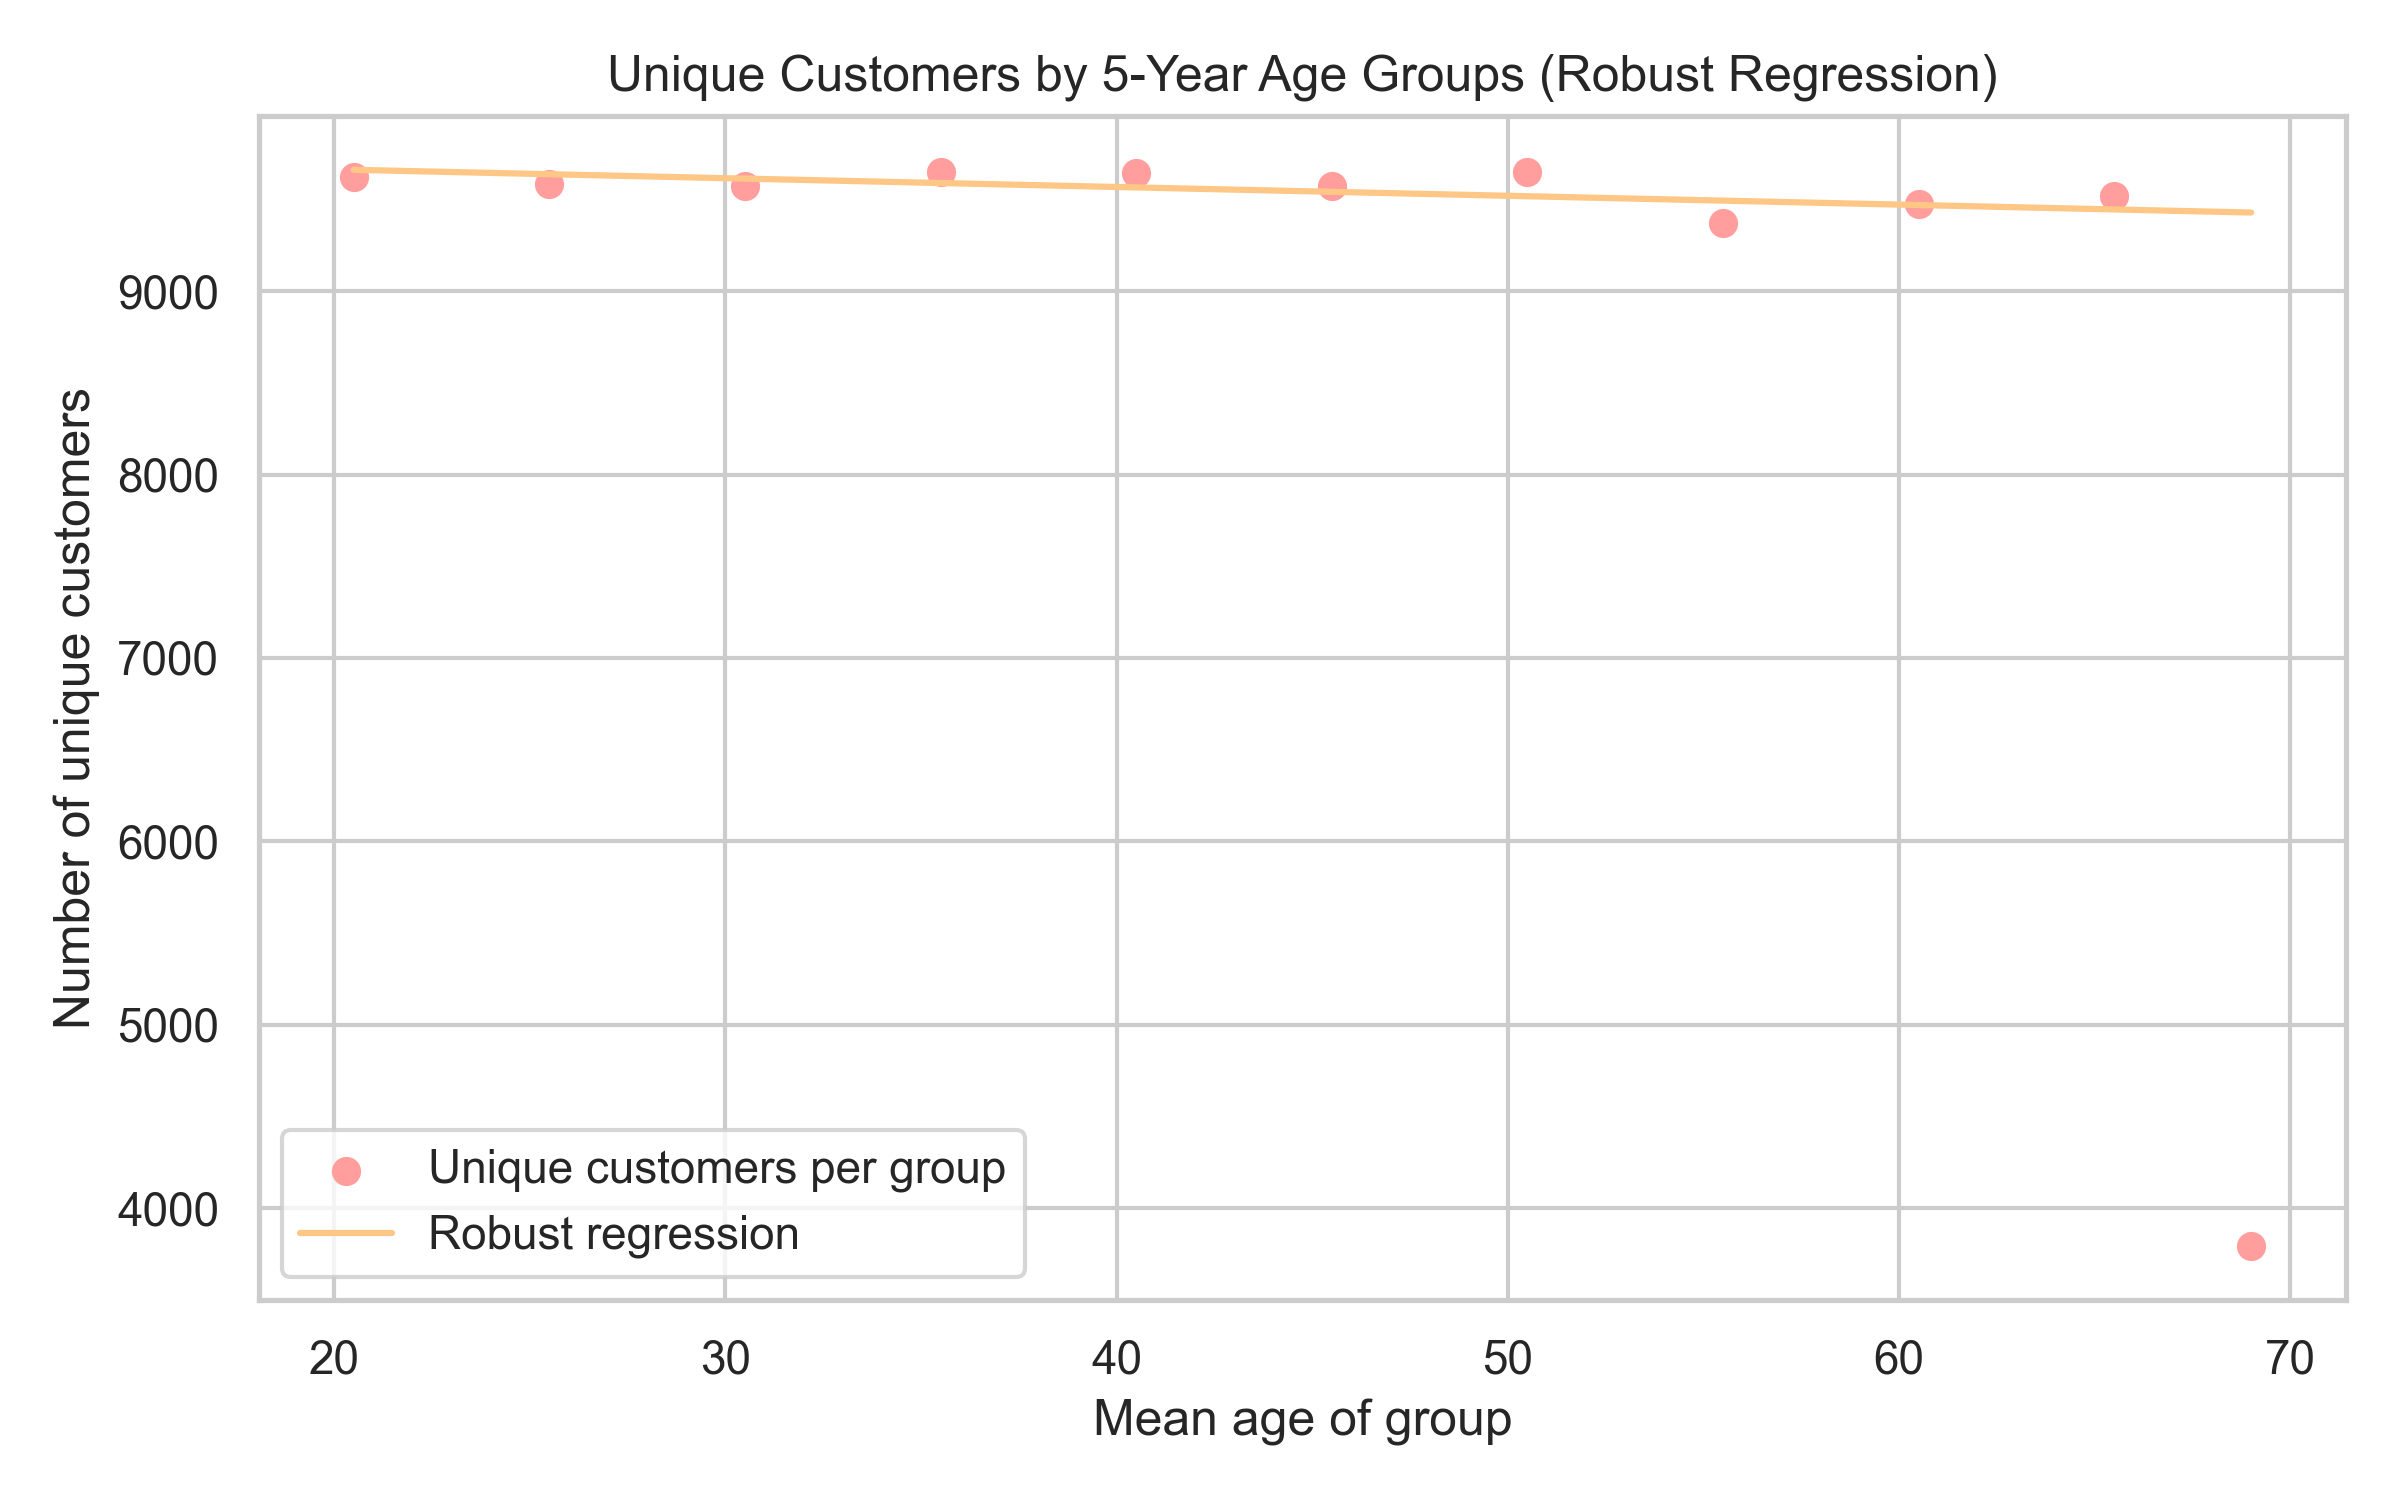 Unique Customers by 5-Year Age Groups (Robust Regression)
Number of unique customers
9000
8000
7000
6000
5000
4000
Unique customers per group
Robust regression
20 30 40 50 60 70
Mean age of group